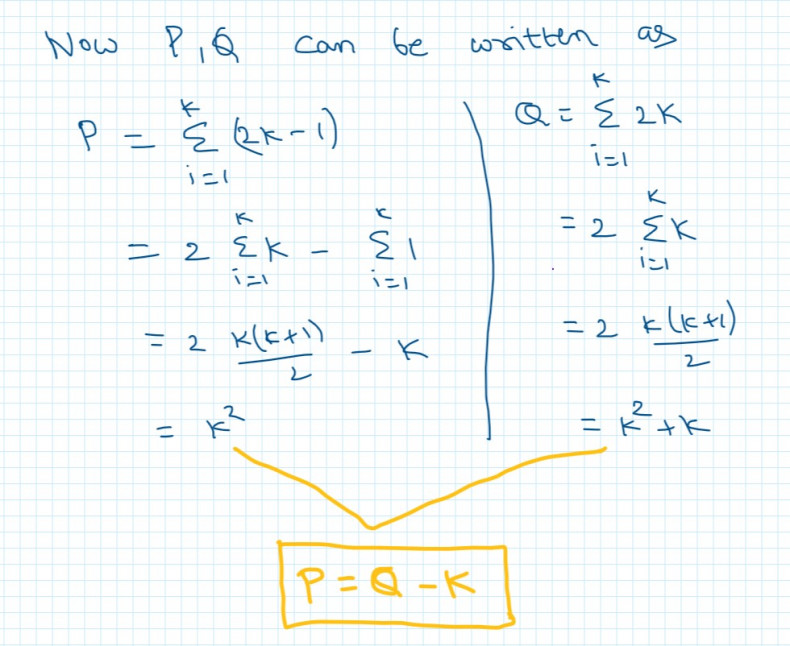 Now P, Q can be written as
P = \sum_{i=1}^{K} (2K-1)
= 2 \sum_{i=1}^{K} K - \sum_{i=1}^{K} 1
= 2 \frac{K(K+1)}{2} - K
= K^2
Q = \sum_{i=1}^{K} 2K
= 2 \sum_{i=1}^{K} K
= 2 \frac{K(K+1)}{2}
= K^2 + K
P = Q - K